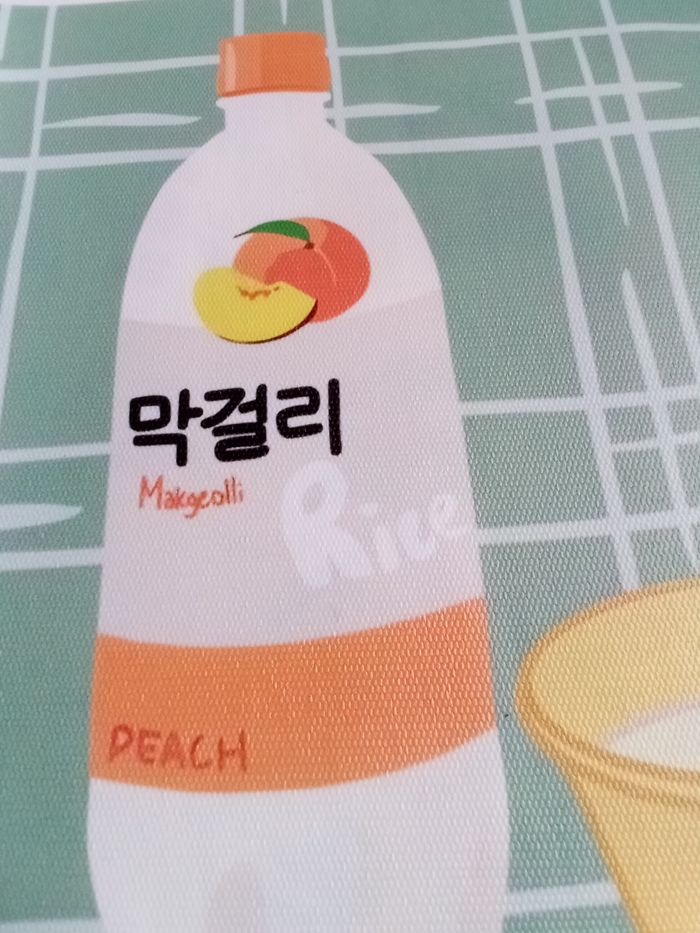 막걸리
Makgeolli
Rice
PEACH